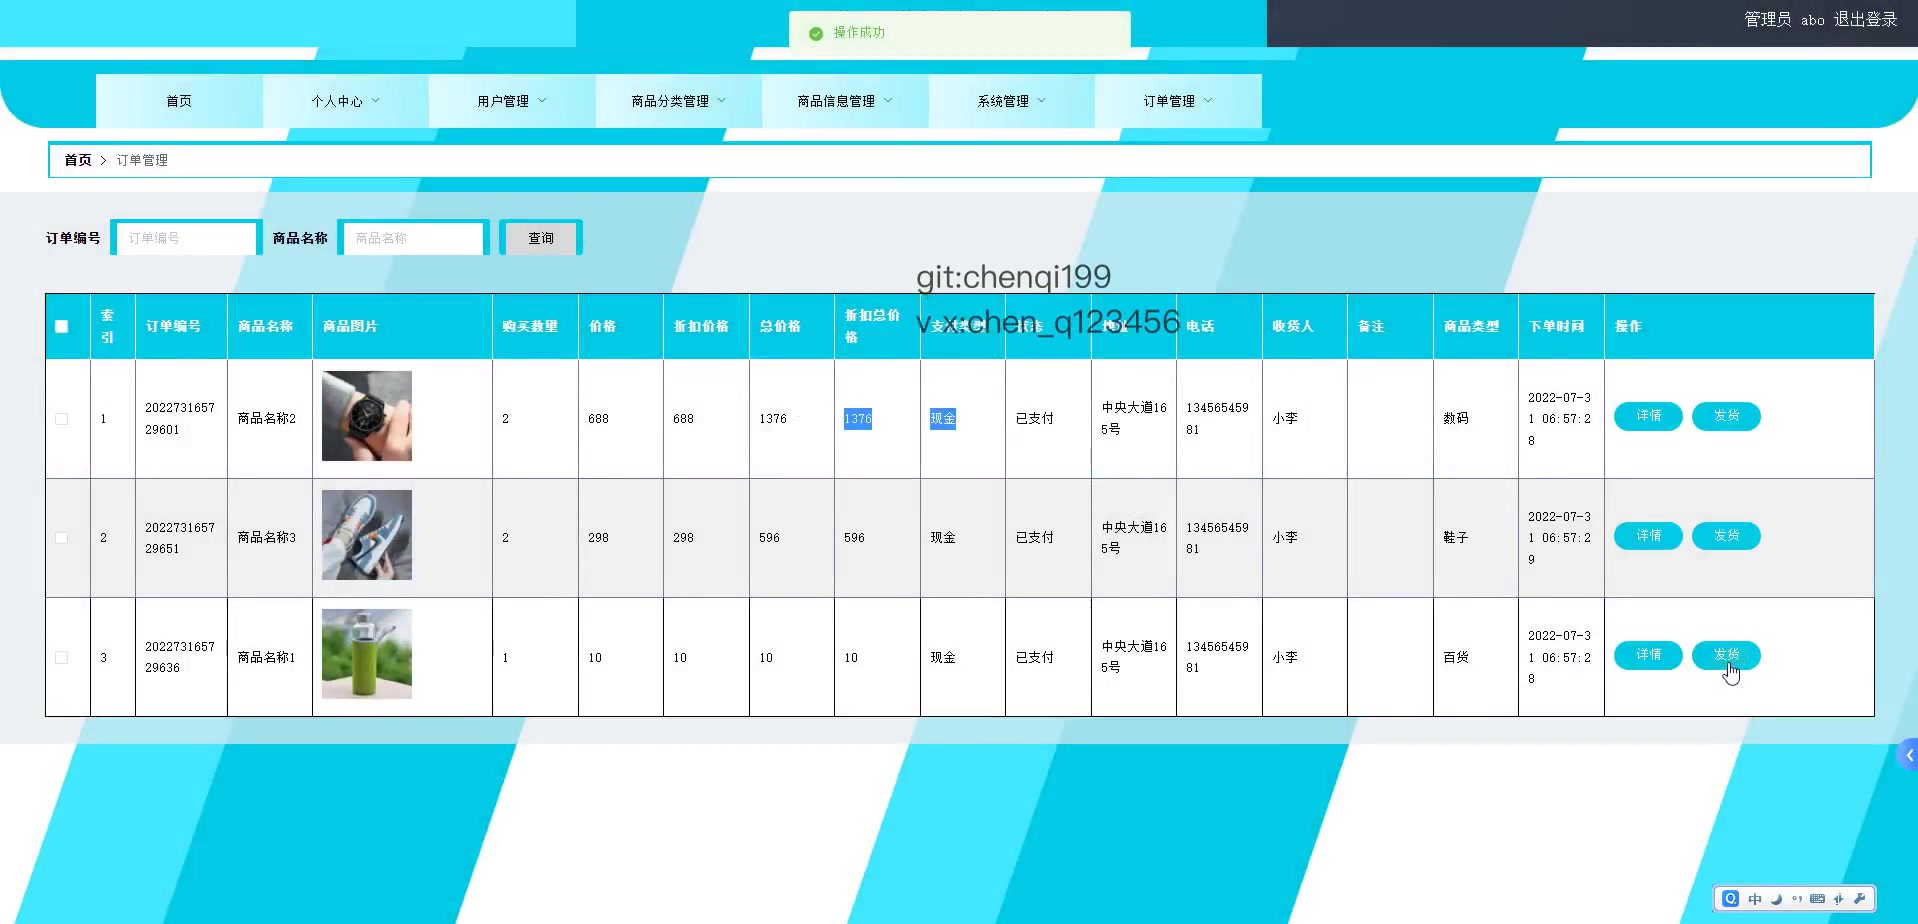 操作成功
管理员 abo 退出登录
首页 个人中心 用户管理 商品分类管理 商品信息管理 系统管理 订单管理
首页 > 订单管理
订单编号 订单编号 商品名称 商品名称 查询
git:chenqi199
v.x:chen_q123456
索引 订单编号 商品名称 商品图片 购买数量 价格 折扣价格 总价格 折扣总价格 电话 收货人 备注 商品类型 下单时间 操作
1 202273165729601 商品名称2 2 688 688 1376 1376 现金 已支付 中央大道165号 13456545981 小李 数码 2022-07-31 06:57:28 详情 发货
2 202273165729651 商品名称3 2 298 298 596 596 现金 已支付 中央大道165号 13456545981 小李 鞋子 2022-07-31 06:57:29 详情 发货
3 202273165729636 商品名称1 1 10 10 10 10 现金 已支付 中央大道165号 13456545981 小李 百货 2022-07-31 06:57:28 详情 发货
中